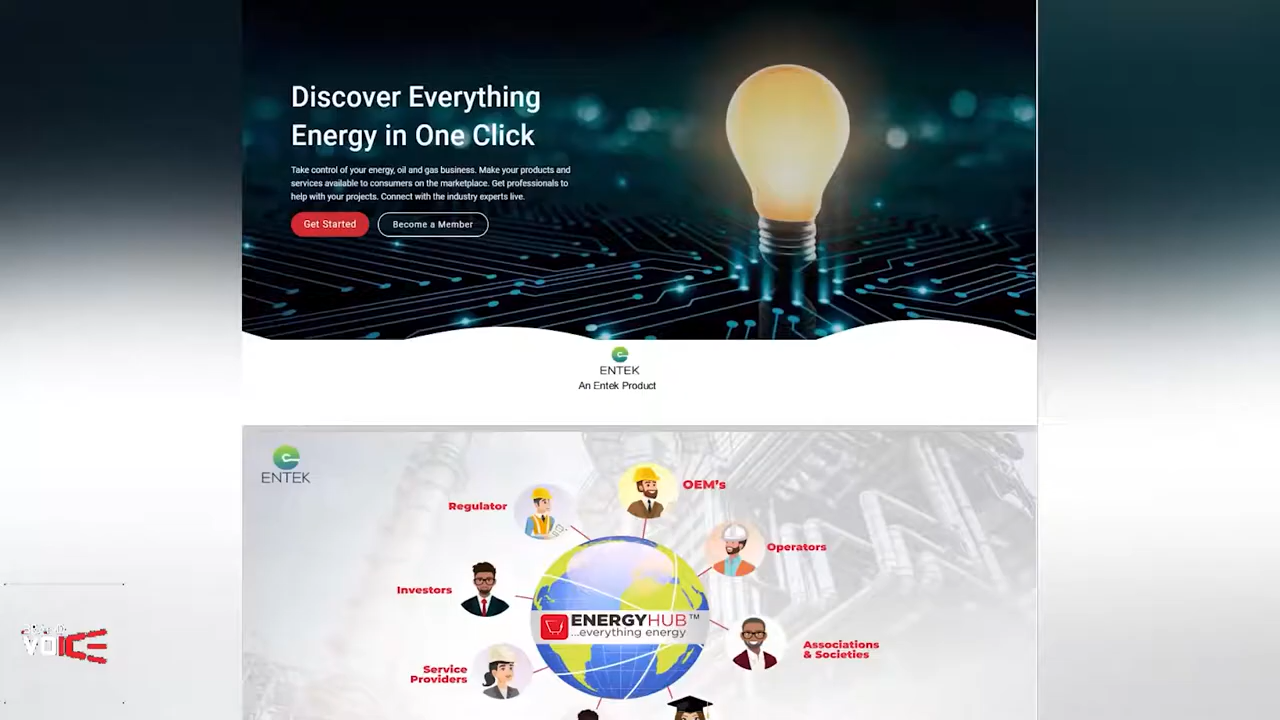 Discover Everything
Energy in One Click
Take control of your energy, oil and gas business. Make your products and
services available to consumers on the marketplace. Get professionals to
help with your projects. Connect with the industry experts live.
Get Started
Become a Member
ENTEK
An Entek Product
ENTEK
OEM's
Regulator
Operators
Investors
ENERGYHUB™
...everything energy
Associations
& Societies
Service
Providers
VOICE